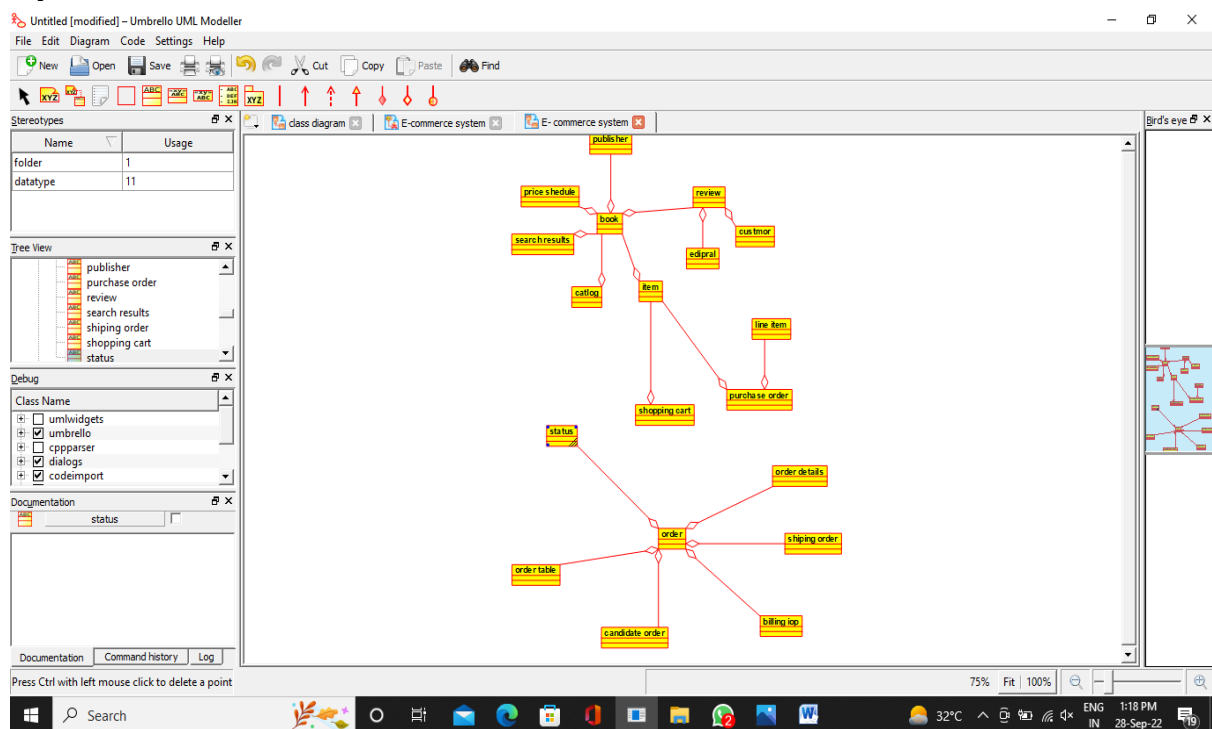 Untitled [modified] – Umbrello UML Modeller
File Edit Diagram Code Settings Help
New Open Save Cut Copy Paste Find
Stereotypes
Name Usage
folder 1
datatype 11
Tree View
publisher
purchase order
review
search results
shiping order
shopping cart
status
Debug
Class Name
umlwidgets
umbrello
cppparser
dialogs
codeimport
Documentation
status
Documentation Command history Log
Press Ctrl with left mouse click to delete a point
class diagram E-commerce system E- commerce system
publisher
price shedule
review
book
custmor
search results
edipral
item
catlog
line item
purchase order
shopping cart
status
order details
order
shiping order
order table
billing iop
candidate order
Bird's eye
75% Fit 100%
Search
32°C
ENG
IN
1:18 PM
28-Sep-22
19